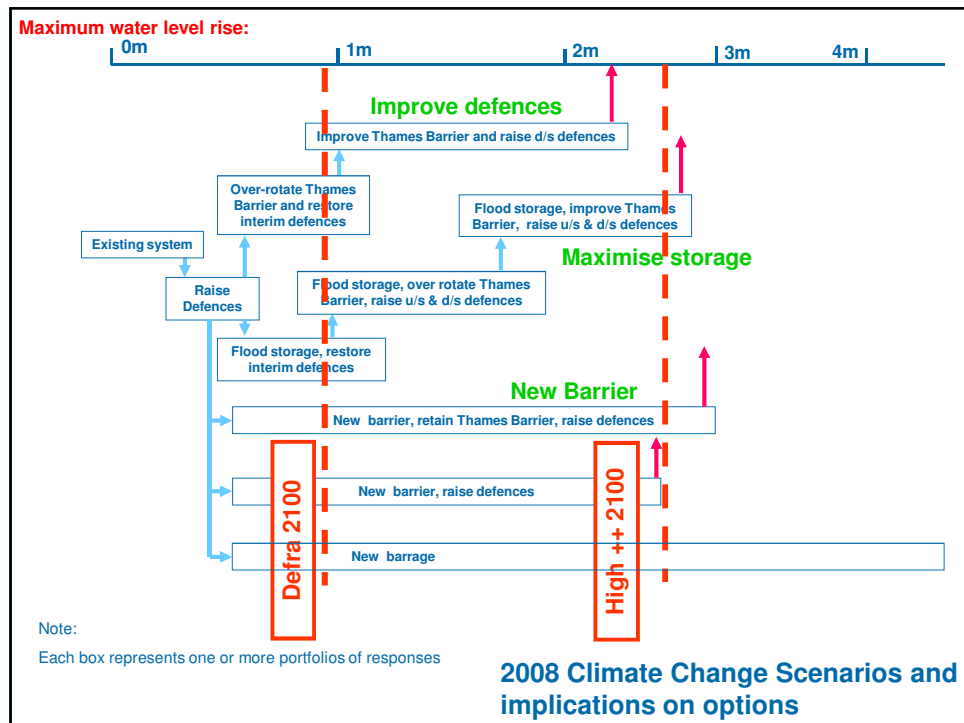 Maximum water level rise:
0m
1m
2m
3m
4m
Improve defences
Improve Thames Barrier and raise d/s defences
Over-rotate Thames
Barrier and restore
interim defences
Flood storage, improve Thames
Barrier, raise u/s & d/s defences
Existing system
Maximise storage
Raise
Defences
Flood storage, over rotate Thames
Barrier, raise u/s & d/s defences
Flood storage, restore
interim defences
New Barrier
New barrier, retain Thames Barrier, raise defences
New barrier, raise defences
New barrage
Defra 2100
High ++ 2100
Note:
Each box represents one or more portfolios of responses
2008 Climate Change Scenarios and
implications on options